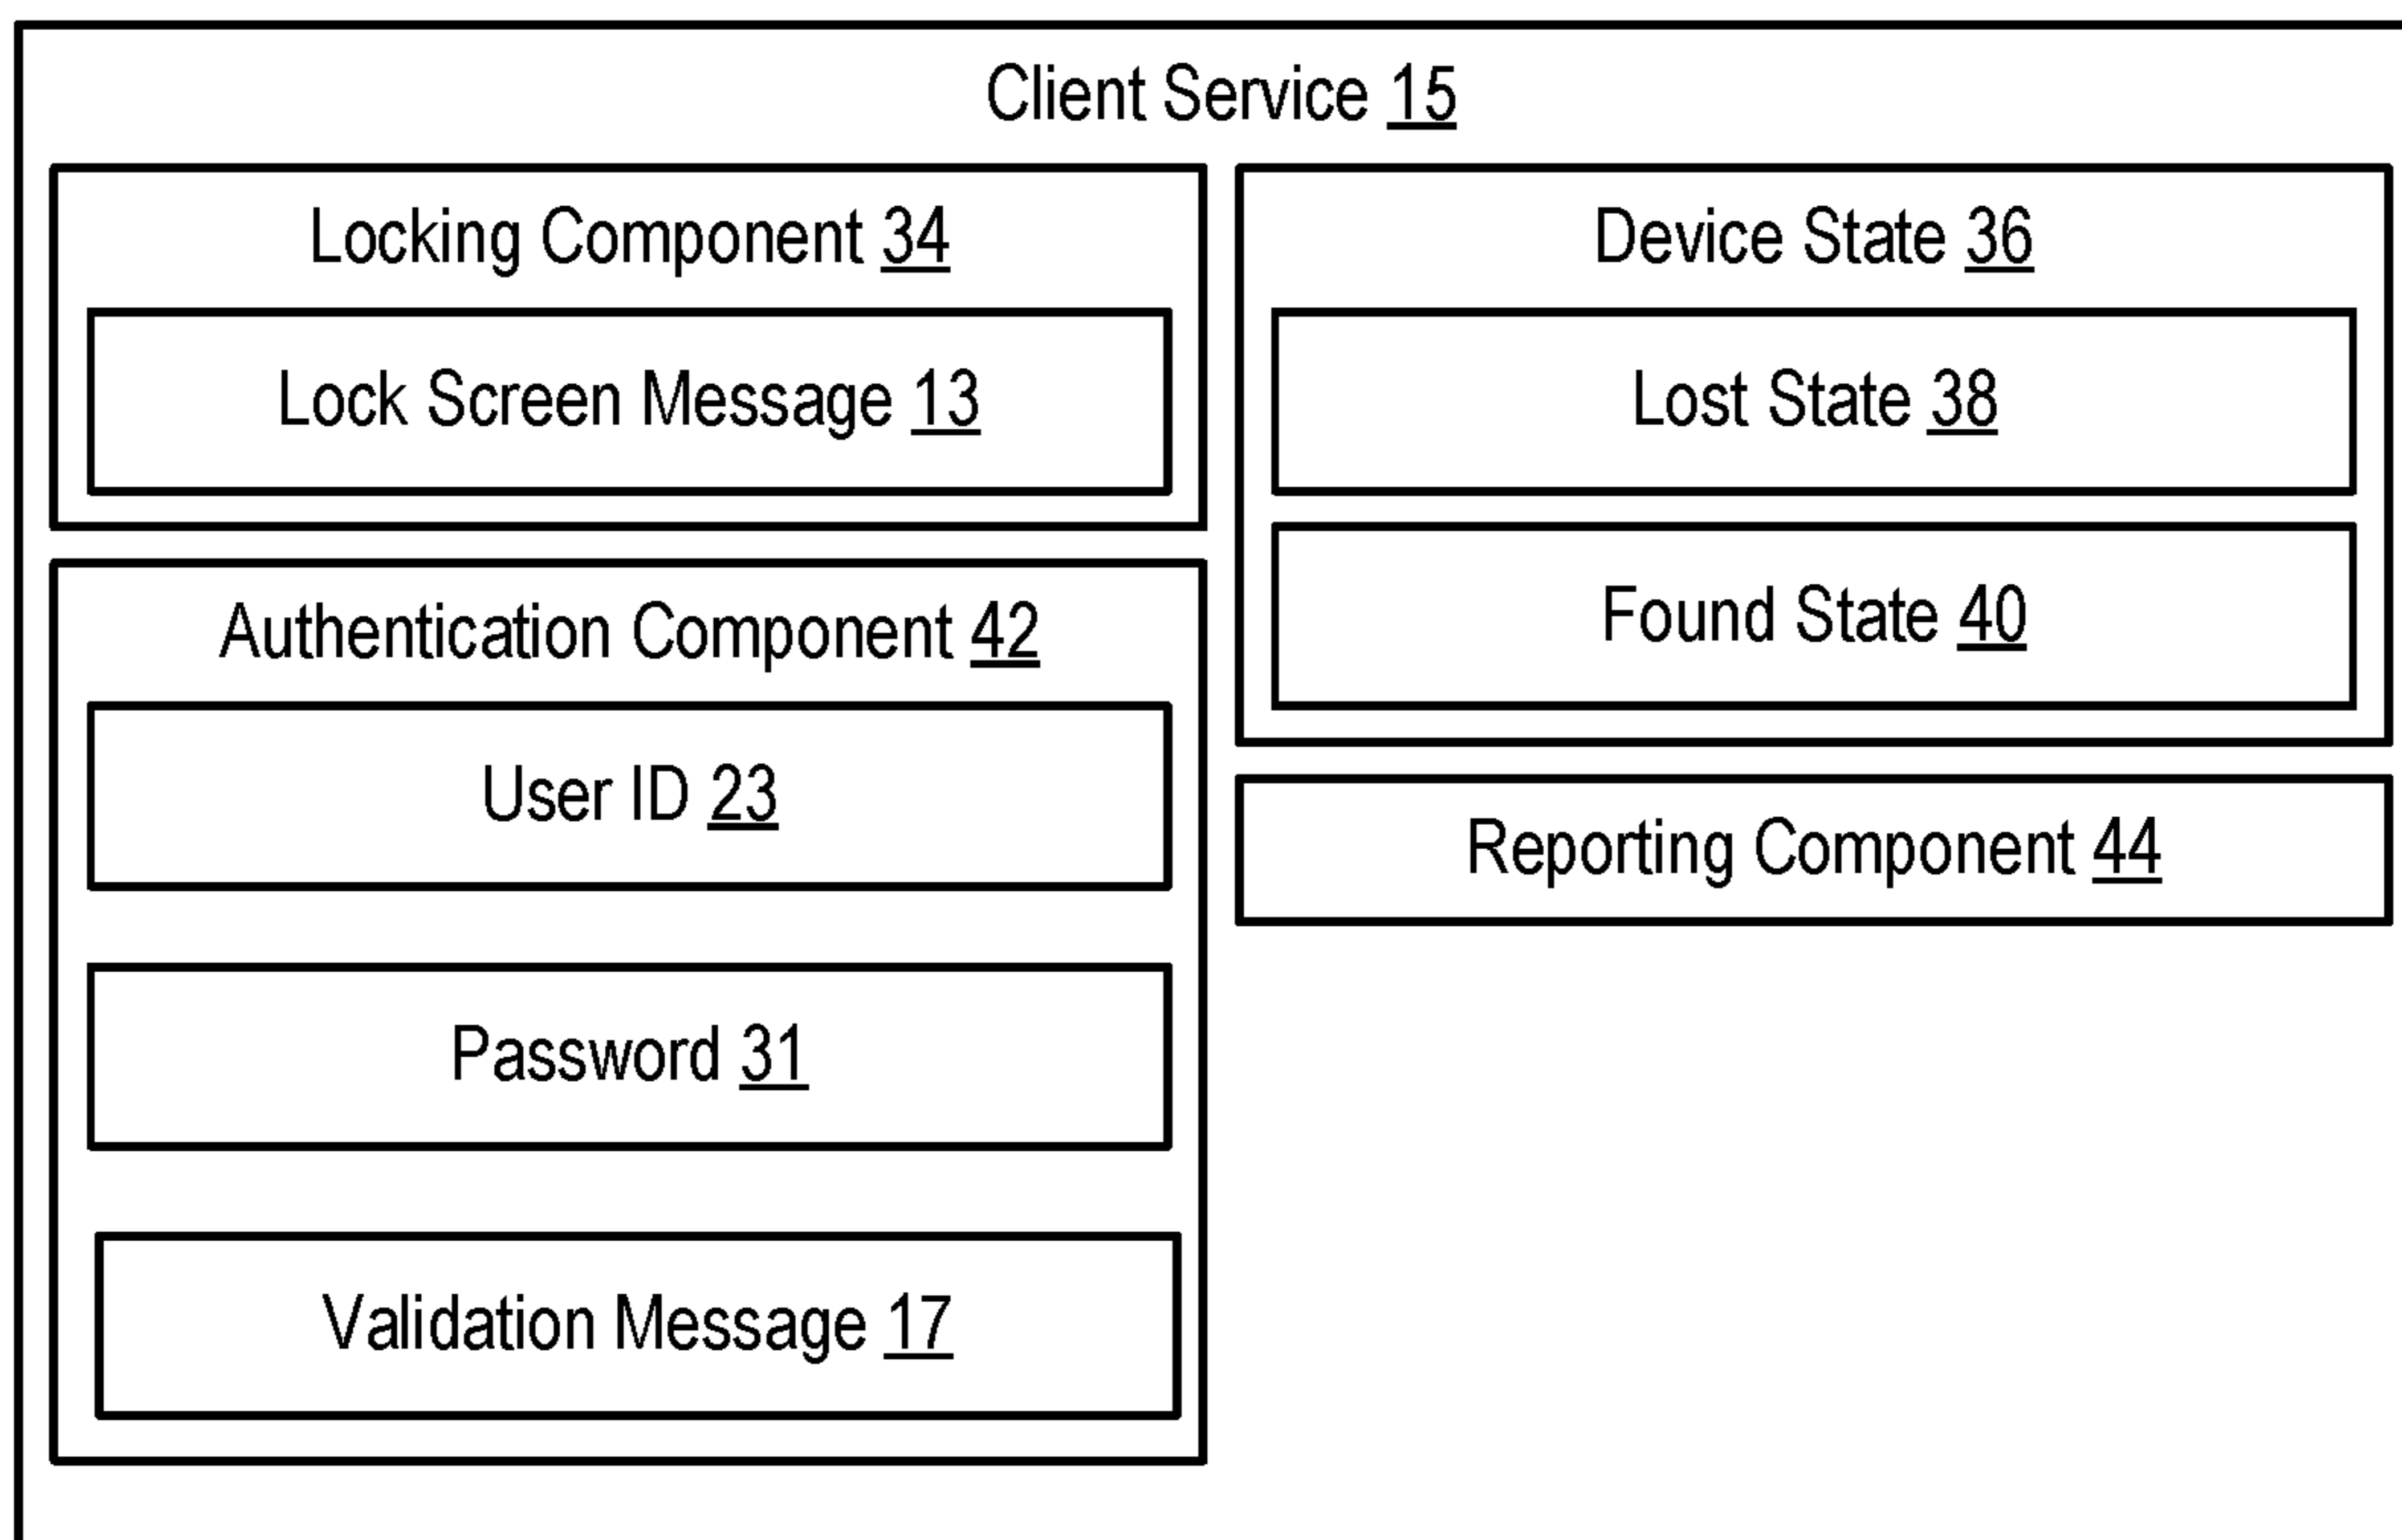 Client Service 15
Locking Component 34
Lock Screen Message 13
Authentication Component 42
User ID 23
Password 31
Validation Message 17
Device State 36
Lost State 38
Found State 40
Reporting Component 44